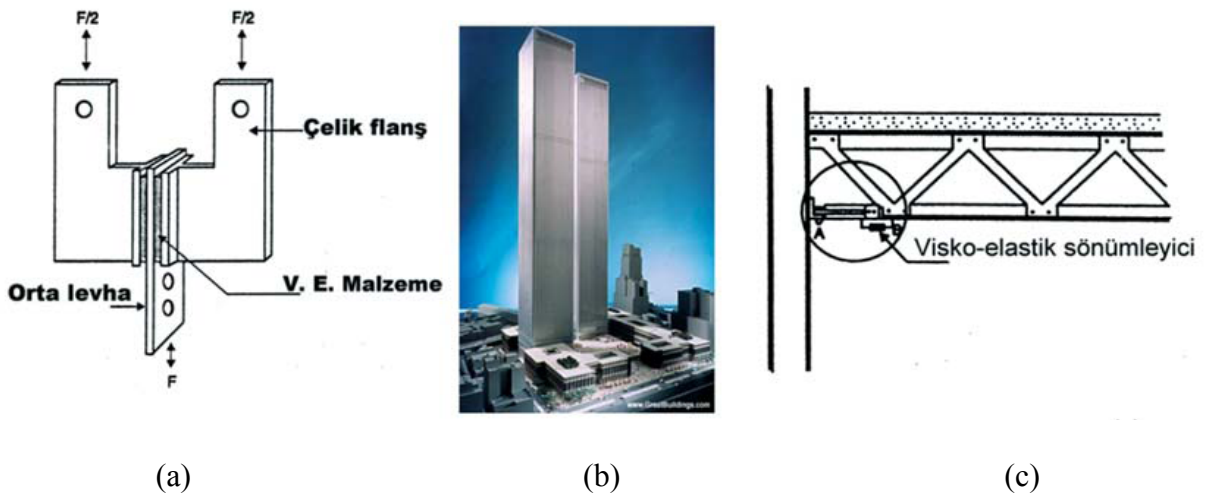 F/2
F/2
Çelik flanş
Orta levha
V. E. Malzeme
F
www.GreatBuildings.com
A
B
Visko-elastik sönümleyici
(a)
(b)
(c)